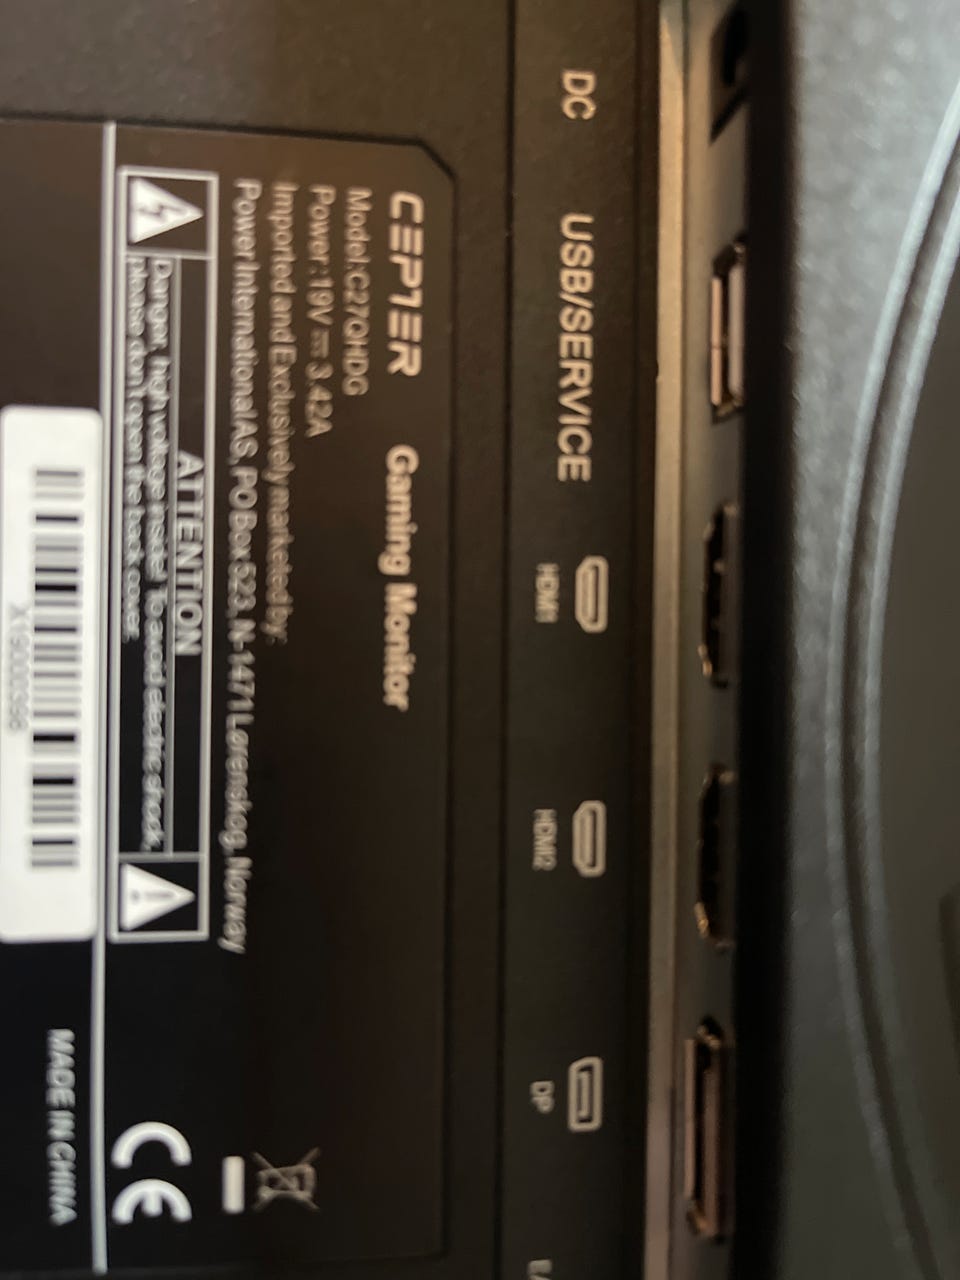 DC
USB/SERVICE
HDMI1
HDMI2
DP
CEPTER Gaming Monitor
Model:C27QHDG
Power:19V 3.42A
Imported and Exclusively marketed by:
Power International AS, PO Box 523, N-1471 Lørenskog, Norway
ATTENTION
Danger, high voltage inside! To avoid electric shock,
please don't open the back cover.
CE
MADE IN CHINA